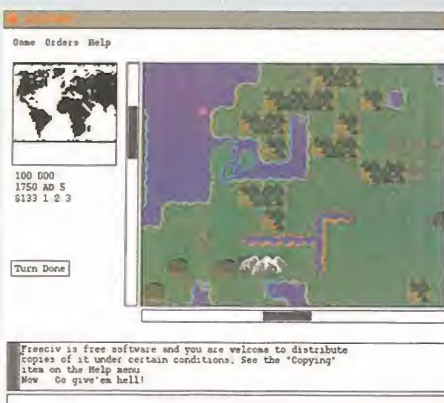 Game Orders Help
100 000
1750 AD S
$133 1 2 3
Turn Done
Freeciv is free software and you are welcome to distribute
copies of it under certain conditions. See the "Copying"
item on the Help menu
Now Go give'em hell!